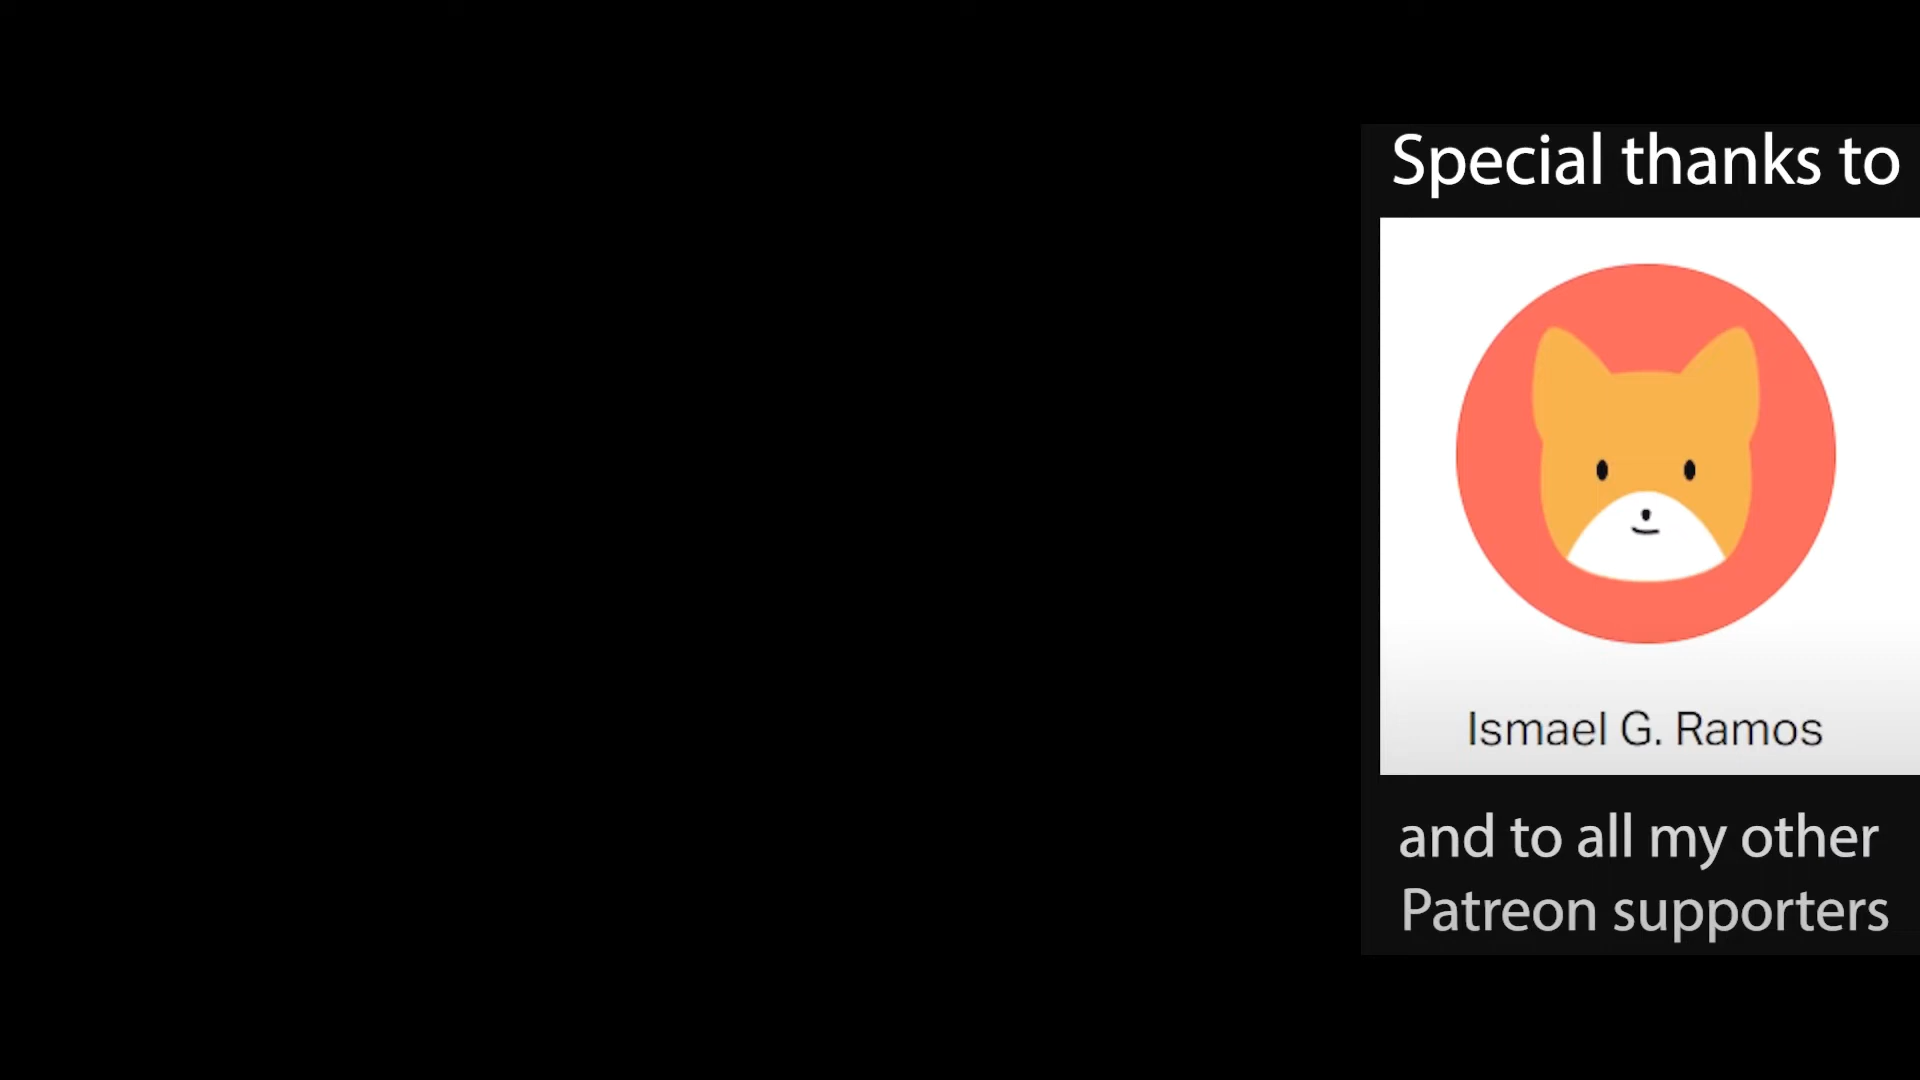 Special thanks to
Ismael G. Ramos
and to all my other
Patreon supporters